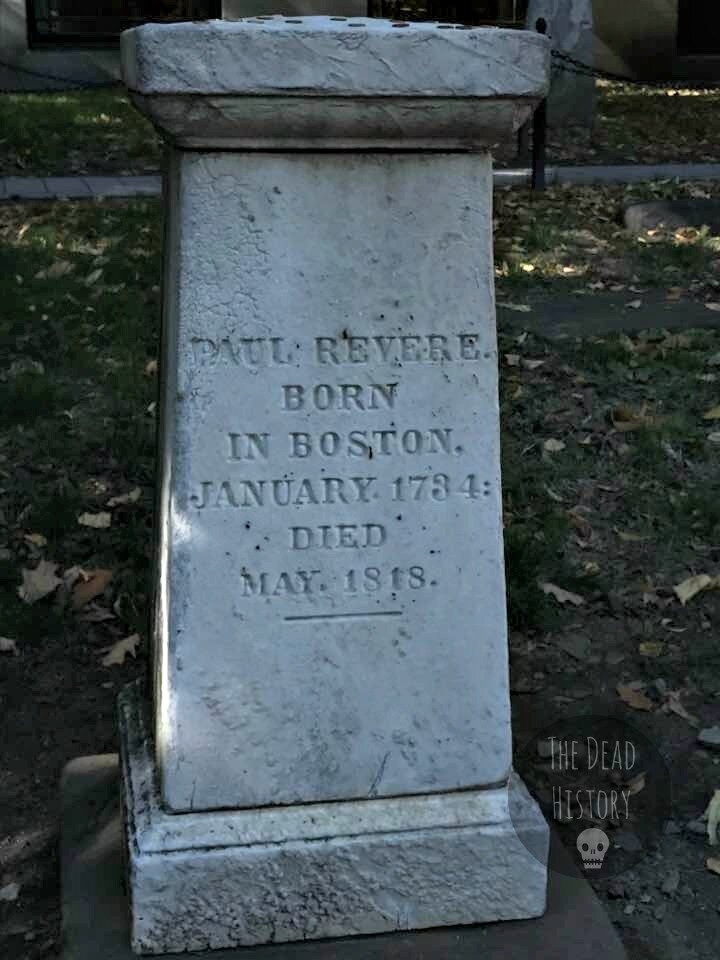 PAUL REVERE.
BORN
IN BOSTON,
JANUARY. 1734:
DIED
MAY. 1818.
THE DEAD
HISTORY